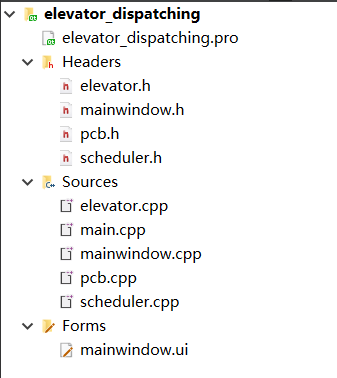 elevator_dispatching
elevator_dispatching.pro
Headers
elevator.h
mainwindow.h
pcb.h
scheduler.h
Sources
elevator.cpp
main.cpp
mainwindow.cpp
pcb.cpp
scheduler.cpp
Forms
mainwindow.ui